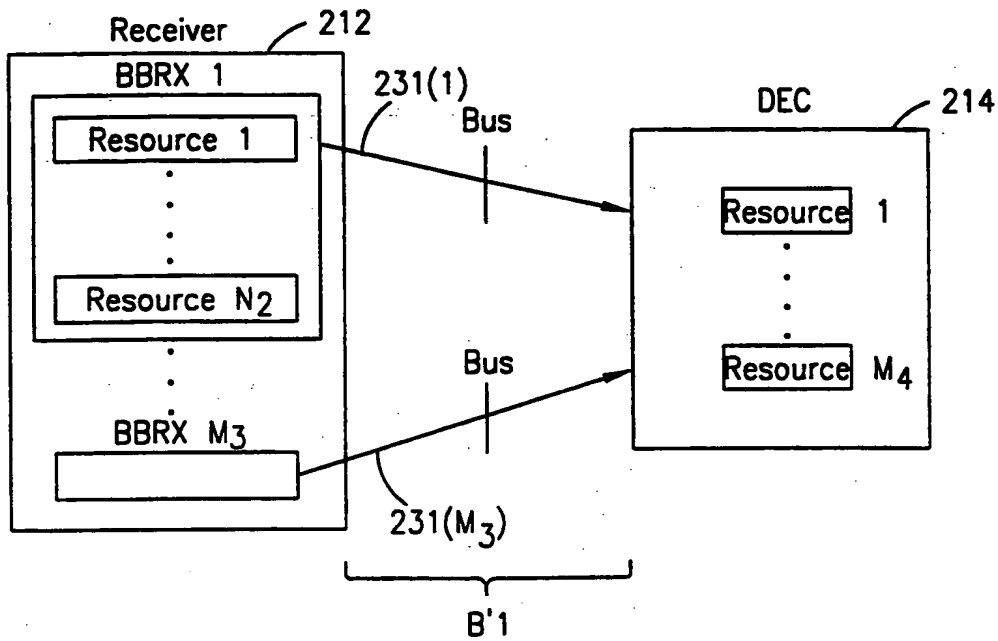 Receiver
212
BBRX 1
Resource 1
Resource N2
BBRX M3
231(1)
Bus
Bus
231(M3)
B'1
DEC
214
Resource 1
Resource M4